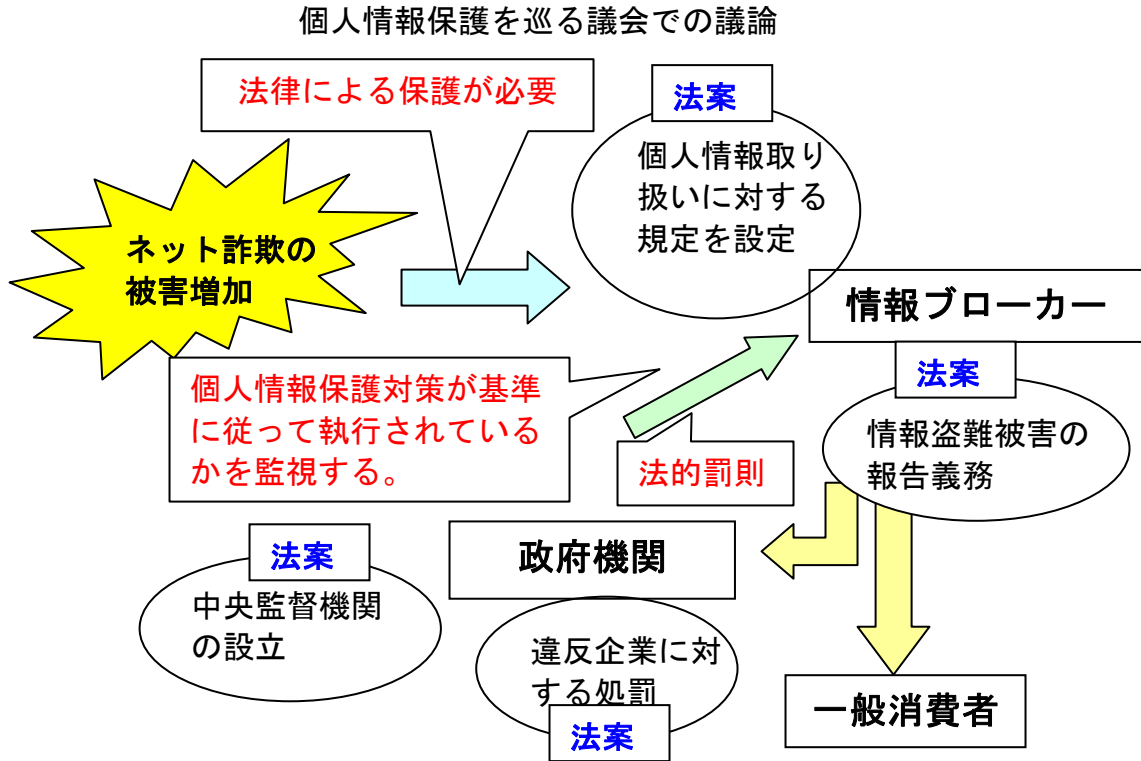 個人情報保護を巡る議会での議論
法律による保護が必要
法案
個人情報取り
扱いに対する
規定を設定
ネット詐欺の
被害増加
情報ブローカー
法案
情報盗難被害の
報告義務
個人情報保護対策が基準
に従って執行されている
かを監視する。
法的罰則
政府機関
法案
中央監督機関
の設立
違反企業に対
する処罰
法案
一般消費者